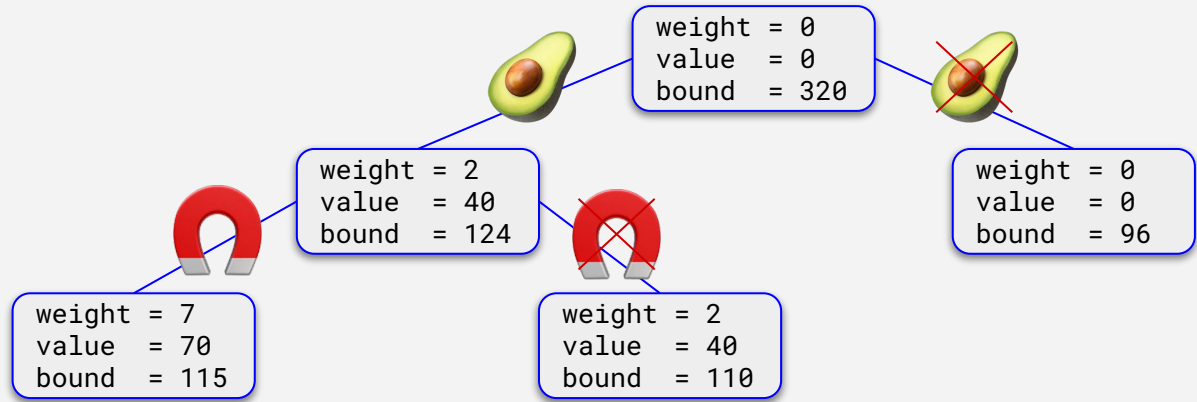 weight = 0
value  = 0
bound  = 320
weight = 2
value  = 40
bound  = 124
weight = 0
value  = 0
bound  = 96
weight = 7
value  = 70
bound  = 115
weight = 2
value  = 40
bound  = 110